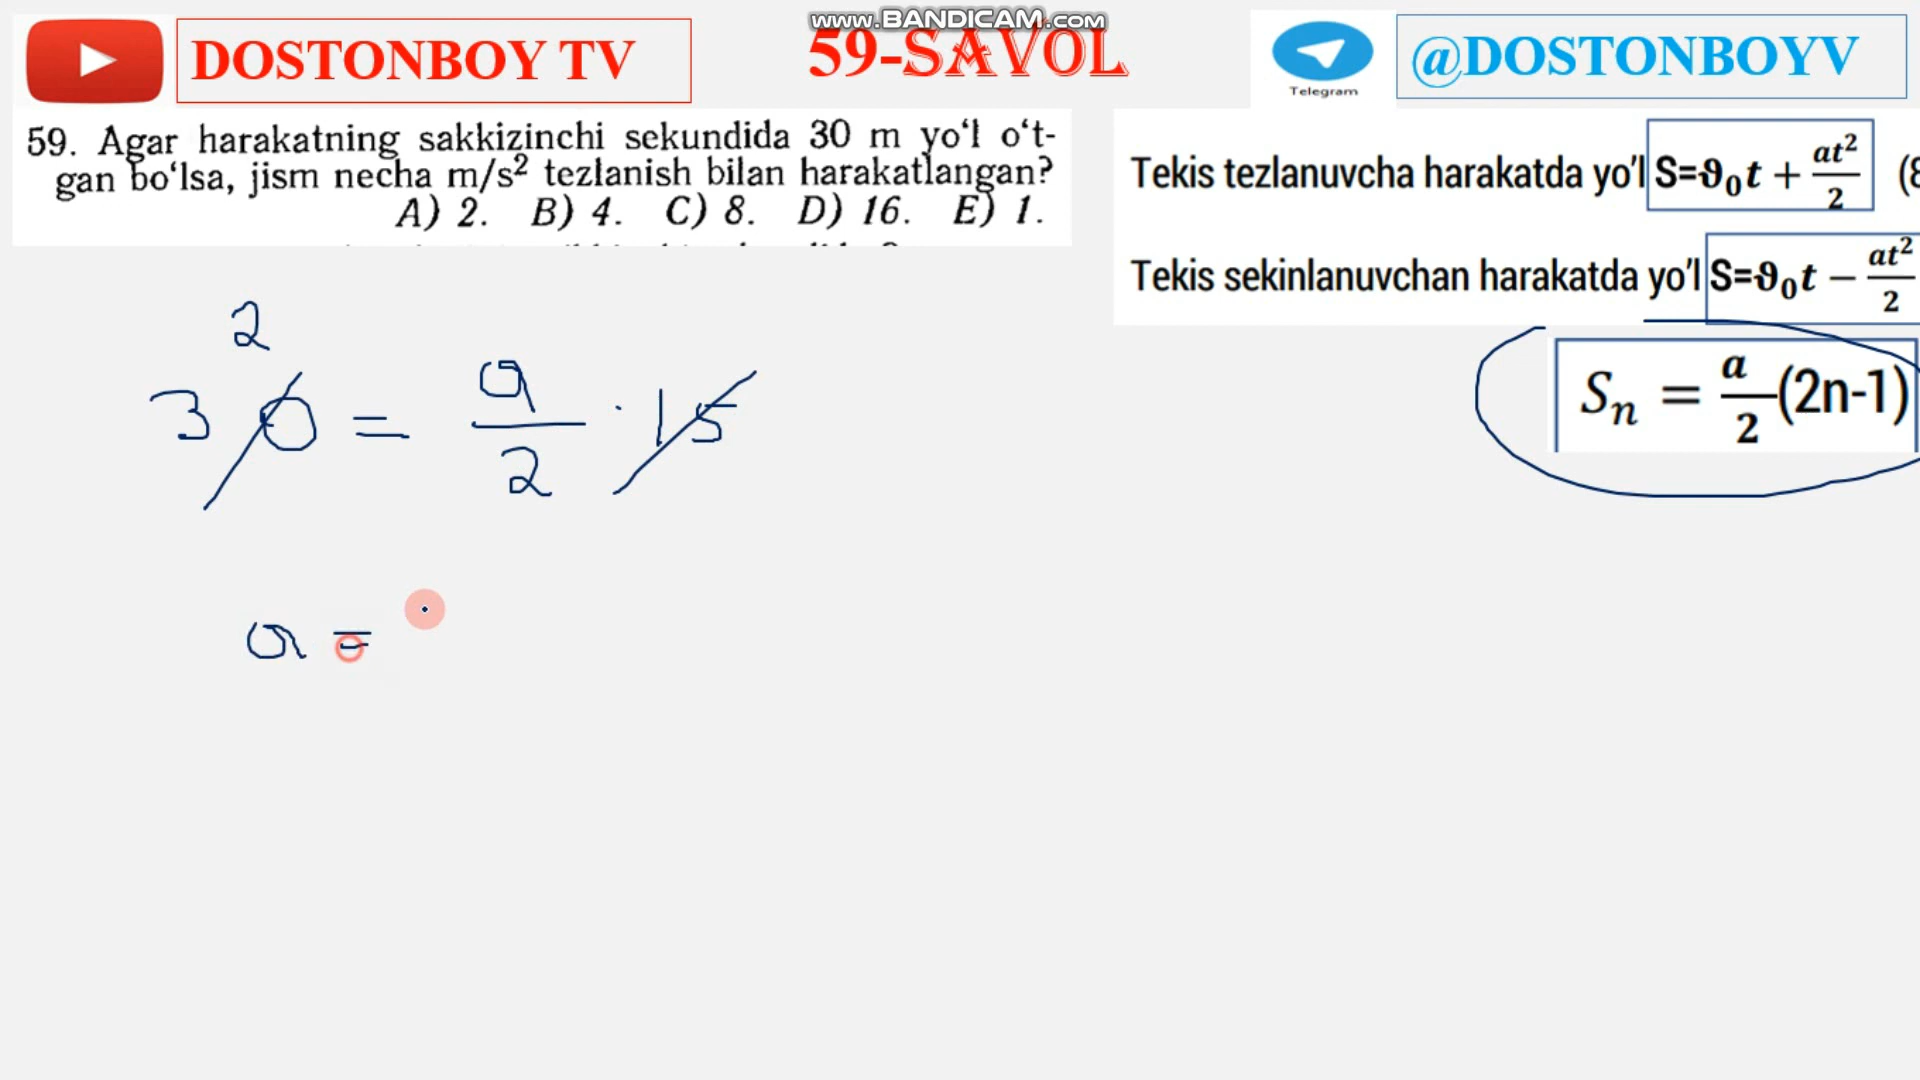 www.BANDICAM.com
DOSTONBOY TV
59-SAVOL
Telegram
@DOSTONBOYV
59. Agar harakatning sakkizinchi sekundida 30 m yo‘l o‘t-
gan bo‘lsa, jism necha m/s² tezlanish bilan harakatlangan?
A) 2. B) 4. C) 8. D) 16. E) 1.
Tekis tezlanuvcha harakatda yo'l S=ϑ₀t + at²/2 (8
Tekis sekinlanuvchan harakatda yo'l S=ϑ₀t − at²/2
Sn = a/2 (2n-1)
2
30 = a/2 · 15
a =